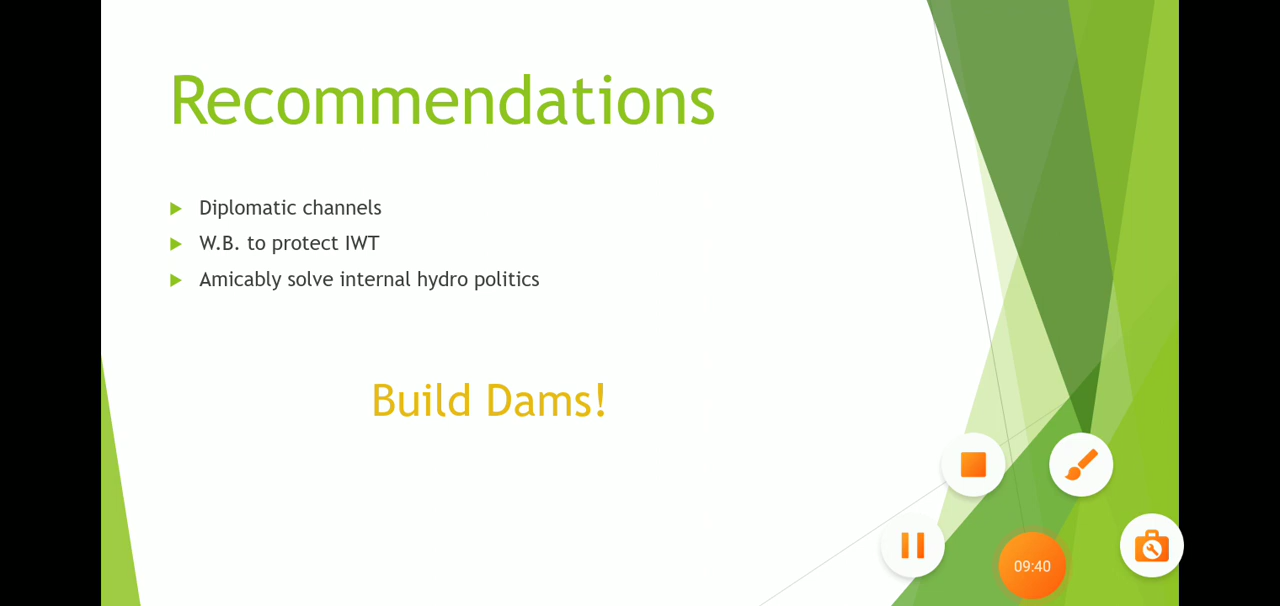 Recommendations
Diplomatic channels
W.B. to protect IWT
Amicably solve internal hydro politics
Build Dams!
09:40